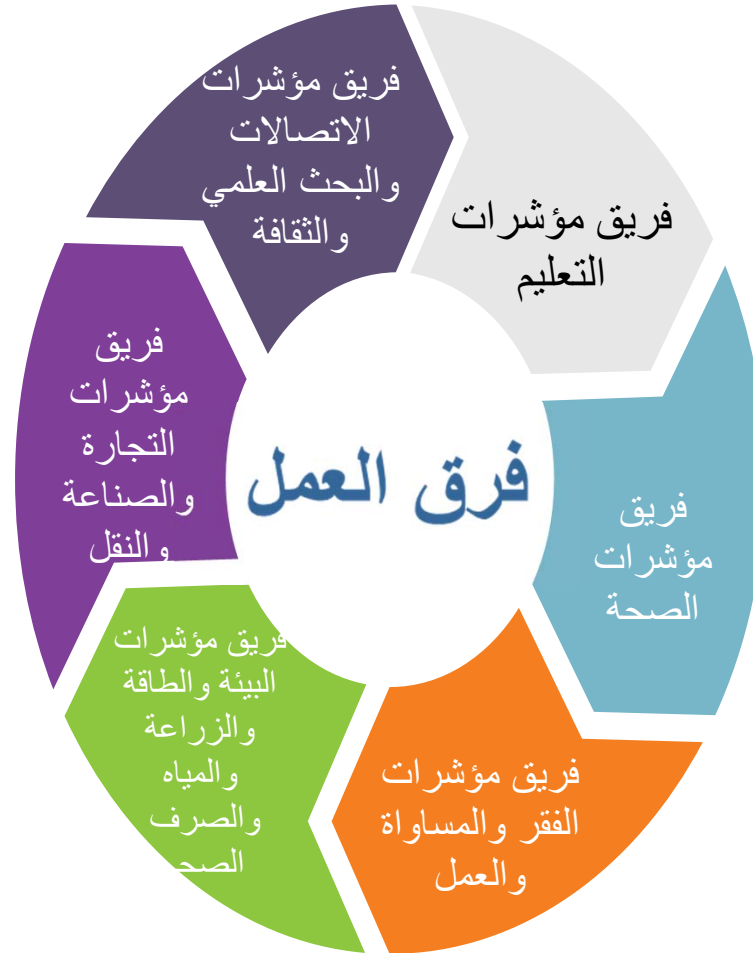 فريق مؤشرات
الاتصالات
والبحث العلمي
والثقافة
فريق مؤشرات
التعليم
فريق
مؤشرات
الصحة
فريق مؤشرات
الفقر والمساواة
والعمل
فريق مؤشرات
البيئة والطاقة
والزراعة
والمياه
والصرف
فريق
مؤشرات
التجارة
والصناعة
والنقل
فرق العمل